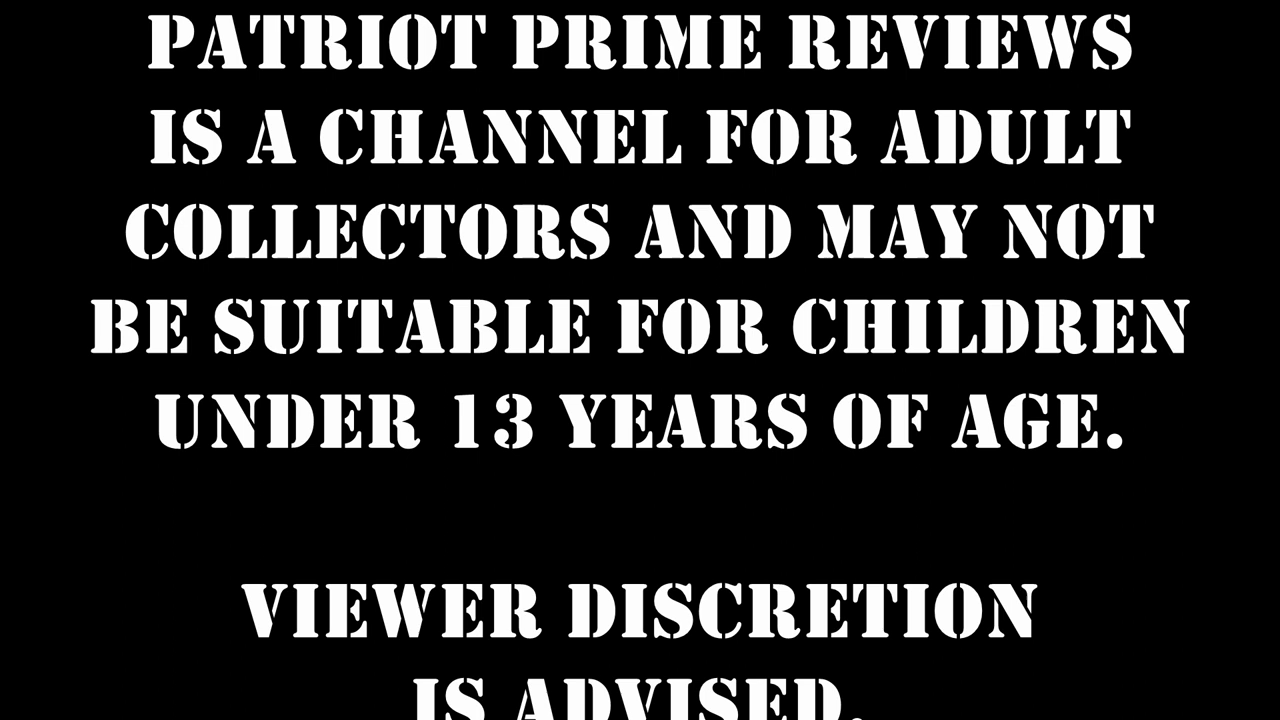 PATRIOT PRIME REVIEWS
IS A CHANNEL FOR ADULT
COLLECTORS AND MAY NOT
BE SUITABLE FOR CHILDREN
UNDER 13 YEARS OF AGE.
VIEWER DISCRETION
IS ADVISED.